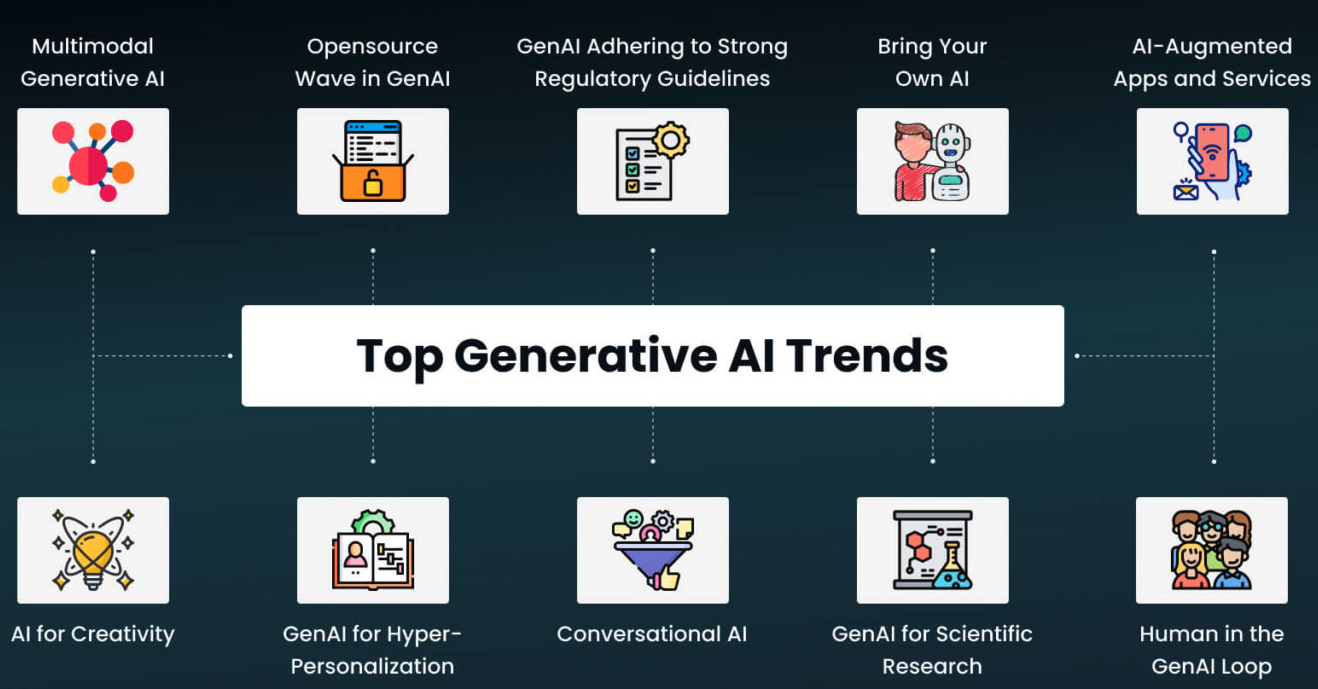 Multimodal
Generative AI
Opensource
Wave in GenAI
GenAI Adhering to Strong
Regulatory Guidelines
Bring Your
Own AI
AI-Augmented
Apps and Services
Top Generative AI Trends
AI for Creativity
GenAI for Hyper-
Personalization
Conversational AI
GenAI for Scientific
Research
Human in the
GenAI Loop